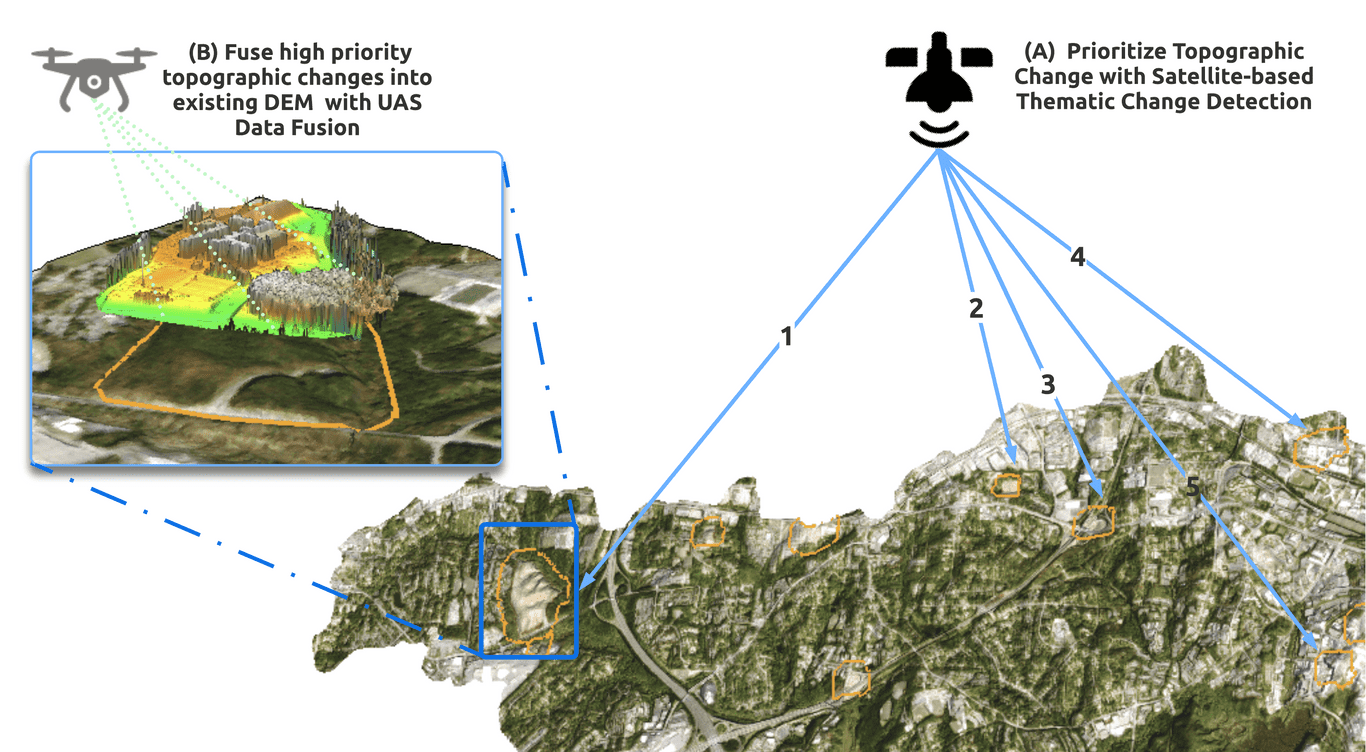 (B) Fuse high priority
topographic changes into
existing DEM with UAS
Data Fusion
(A) Prioritize Topographic
Change with Satellite-based
Thematic Change Detection
1
2
3
4
5